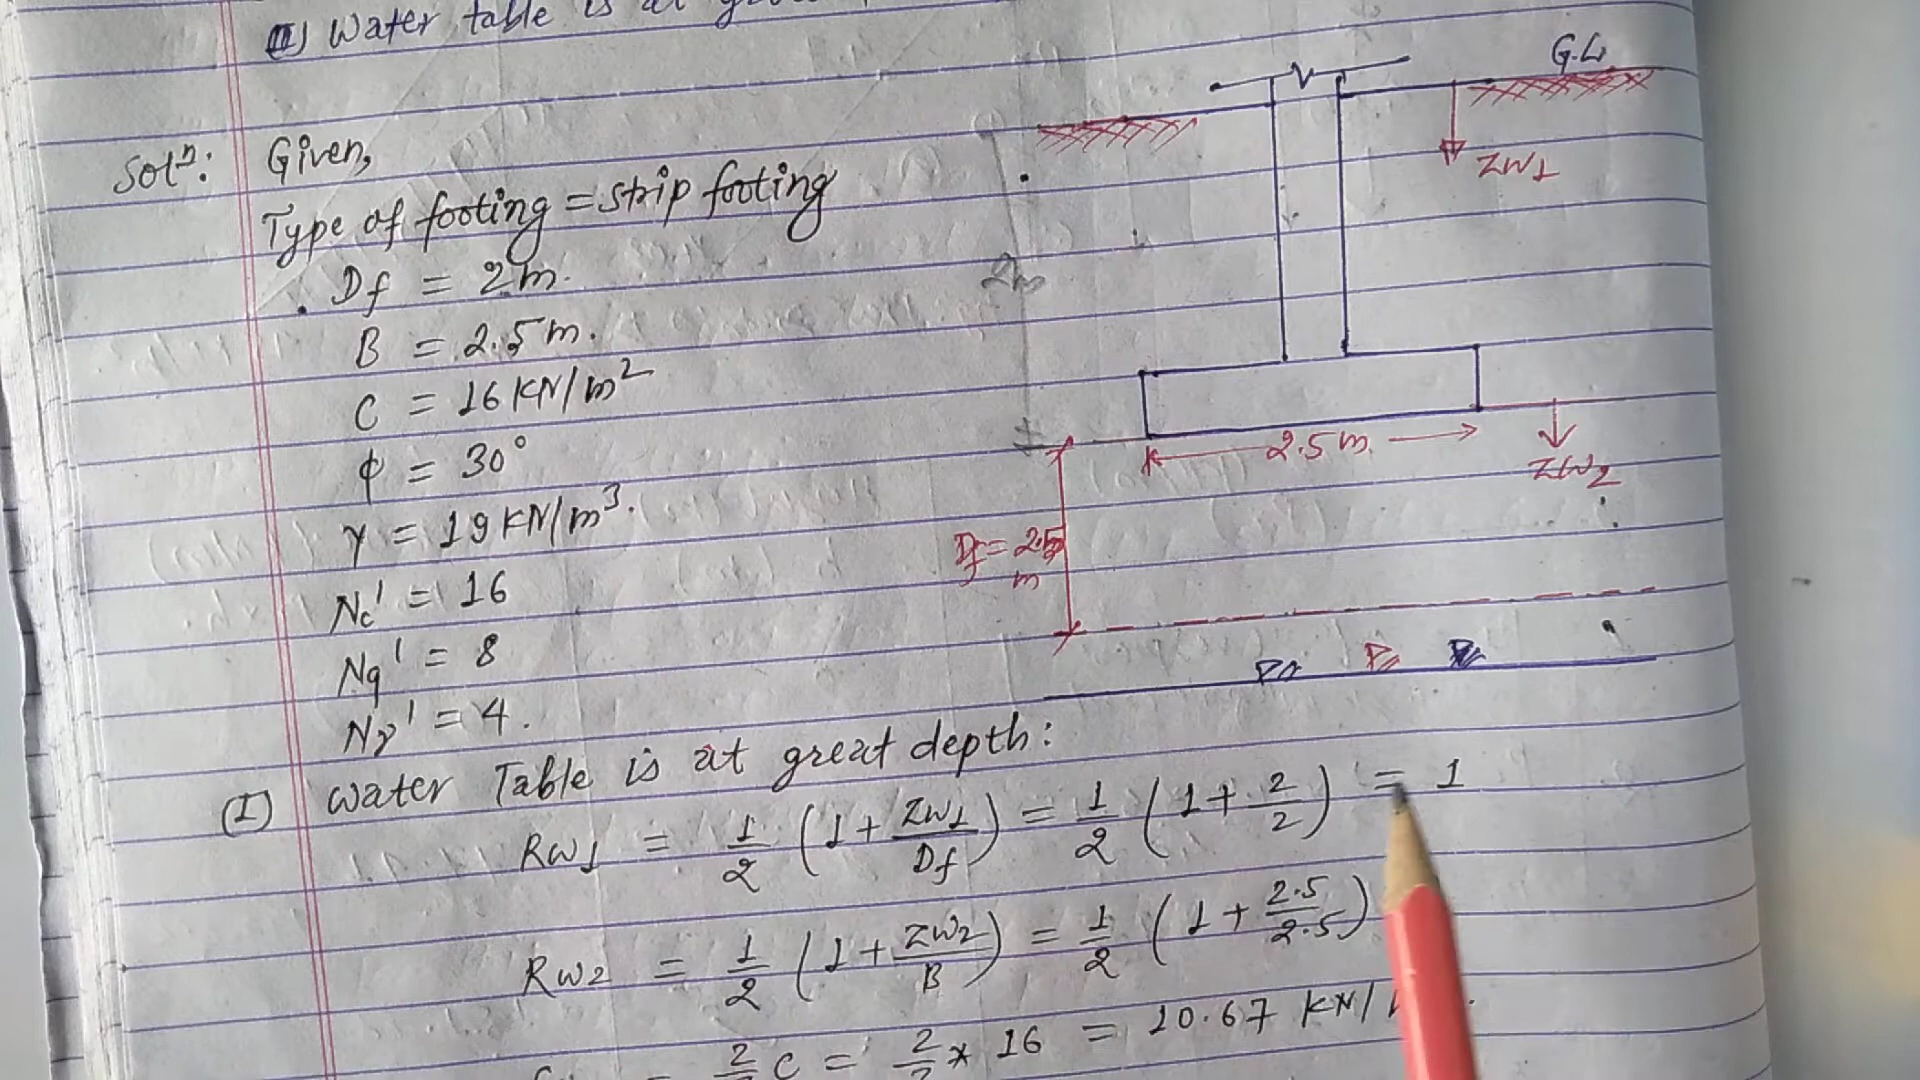 (II) Water table is at
Solⁿ: Given,
Type of footing = strip footing
Df = 2m.
B = 2.5m.
C = 16 KN/m²
φ = 30°
γ = 19 KN/m³.
Nc' = 16
Nq' = 8
Nγ' = 4.
G.L
ZW1
2m
2.5m.
ZW2
Df = 2.5
m
(I) Water Table is at great depth:
RW1 = 1/2 (1 + ZW1/Df) = 1/2 (1 + 2/2) = 1
RW2 = 1/2 (1 + ZW2/B) = 1/2 (1 + 2.5/2.5)
= 2/3 C = 2/3 * 16 = 10.67 KN/